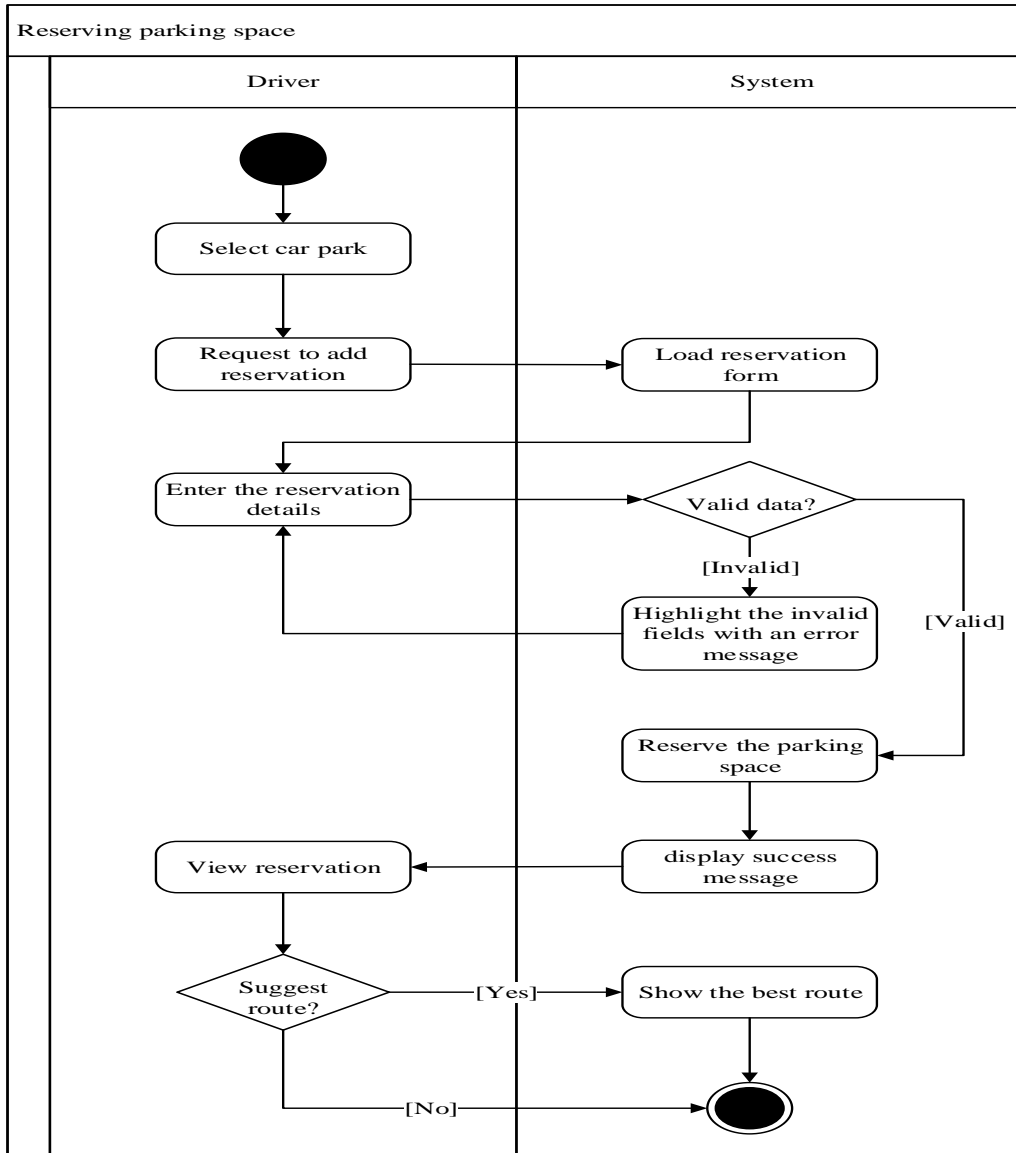 Reserving parking space
Driver
System
Select car park
Request to add
reservation
Load reservation
form
Enter the reservation
details
Valid data?
[Invalid]
Highlight the invalid
fields with an error
message
[Valid]
Reserve the parking
space
display success
message
View reservation
Suggest
route?
[Yes]
Show the best route
[No]